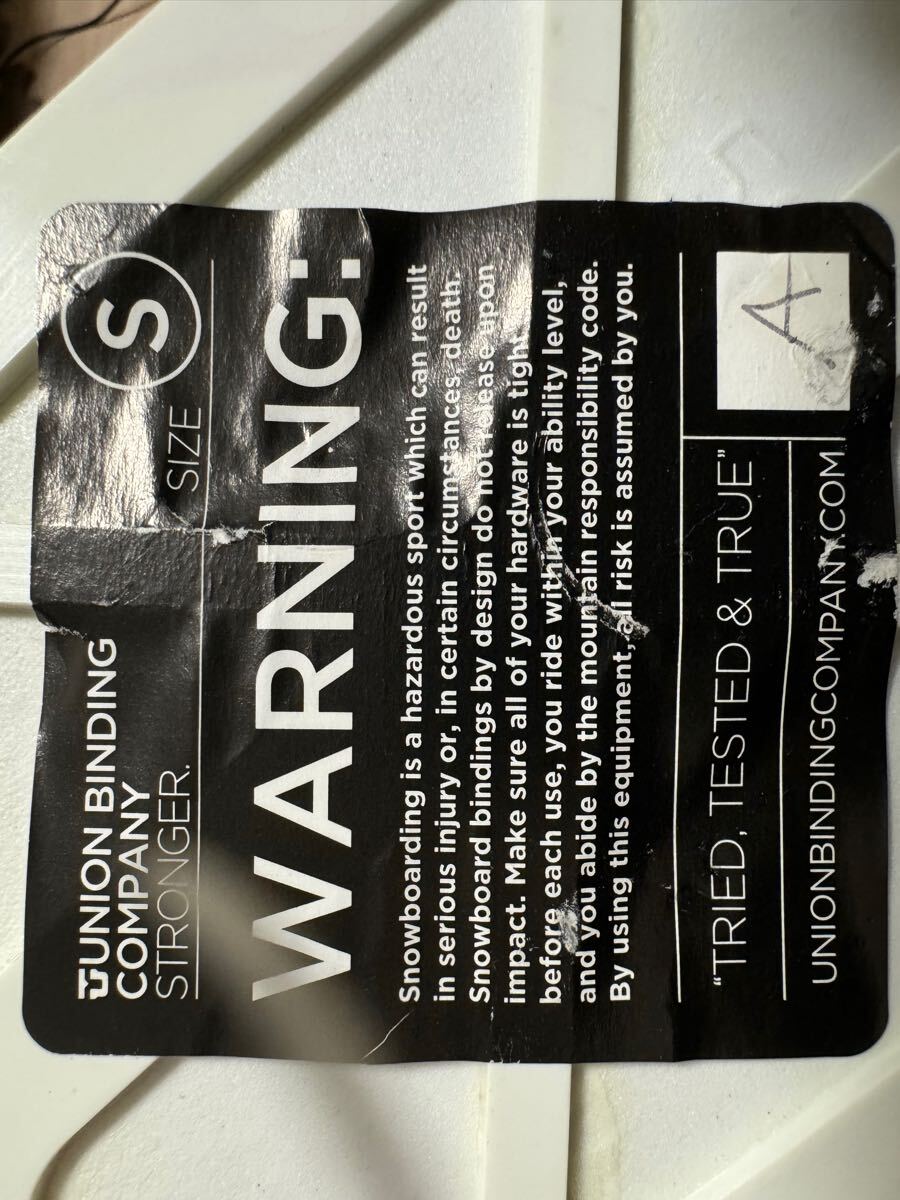 UNION BINDING
COMPANY
STRONGER.
SIZE S
WARNING:
Snowboarding is a hazardous sport which can result
in serious injury or, in certain circumstances, death.
Snowboard bindings by design do not release upon
impact. Make sure all of your hardware is tight
before each use, you ride within your ability level,
and you abide by the mountain responsibility code.
By using this equipment, all risk is assumed by you.
“TRIED, TESTED & TRUE”
UNIONBINDINGCOMPANY.COM
A